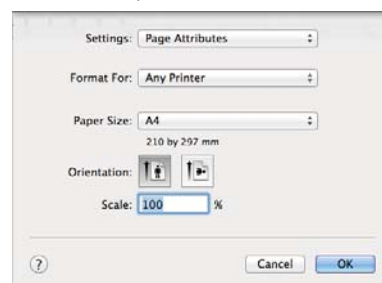 Settings: Page Attributes
Format For: Any Printer
Paper Size: A4
210 by 297 mm
Orientation:
Scale: 100 %
? Cancel OK